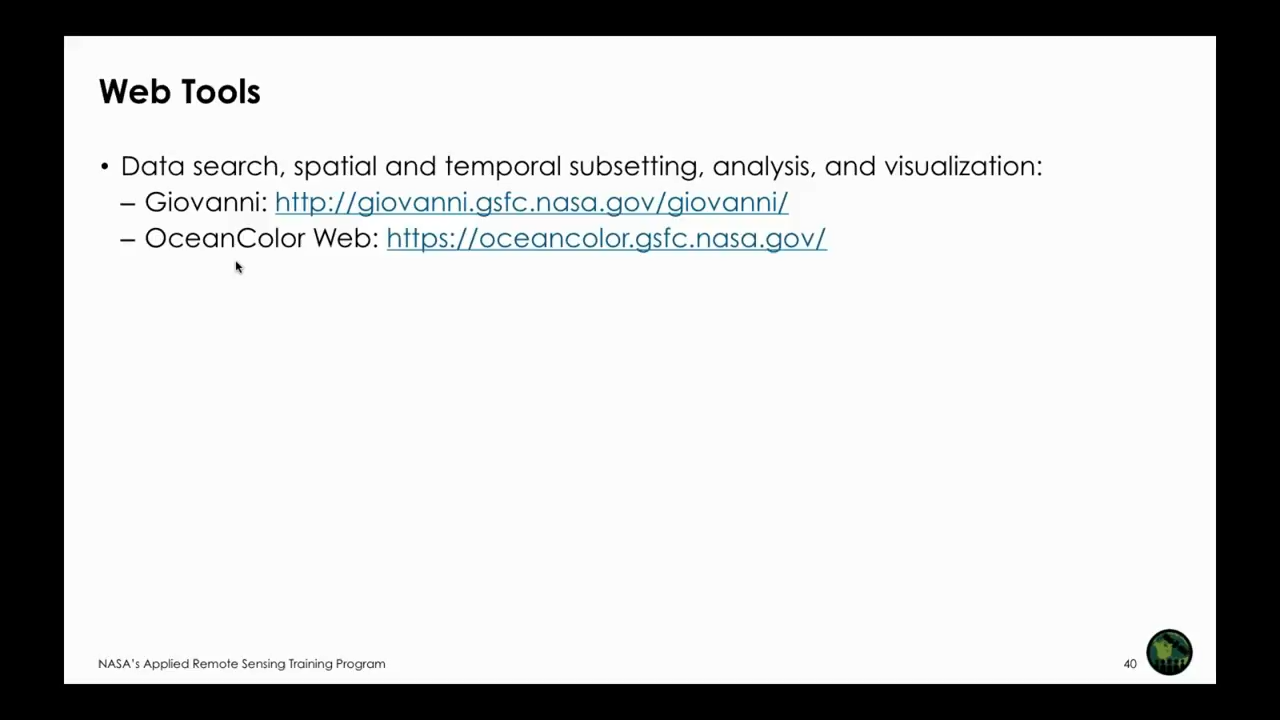 Web Tools
• Data search, spatial and temporal subsetting, analysis, and visualization:
– Giovanni: http://giovanni.gsfc.nasa.gov/giovanni/
– OceanColor Web: https://oceancolor.gsfc.nasa.gov/
NASA's Applied Remote Sensing Training Program
40